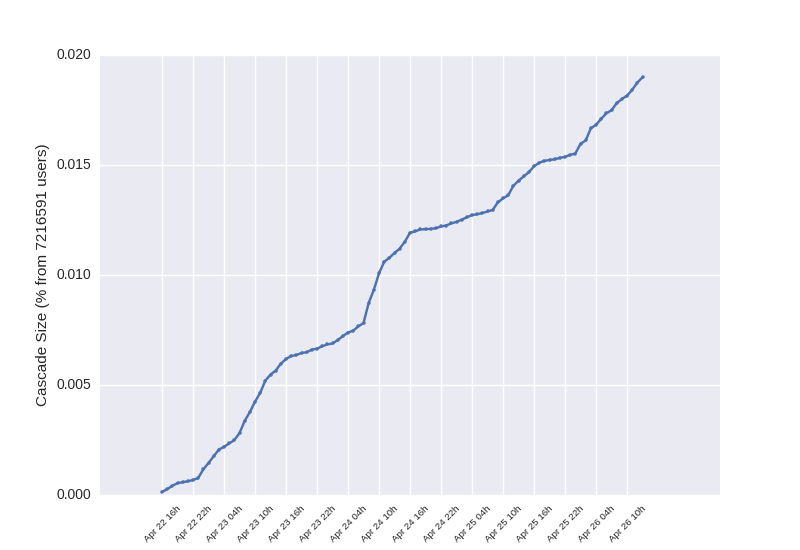 0.020
0.015
0.010
0.005
0.000
Cascade Size (% from 7216591 users)
Apr 22 16h
Apr 22 22h
Apr 23 04h
Apr 23 10h
Apr 23 16h
Apr 23 22h
Apr 24 04h
Apr 24 10h
Apr 24 16h
Apr 24 22h
Apr 25 04h
Apr 25 10h
Apr 25 16h
Apr 25 22h
Apr 26 04h
Apr 26 10h